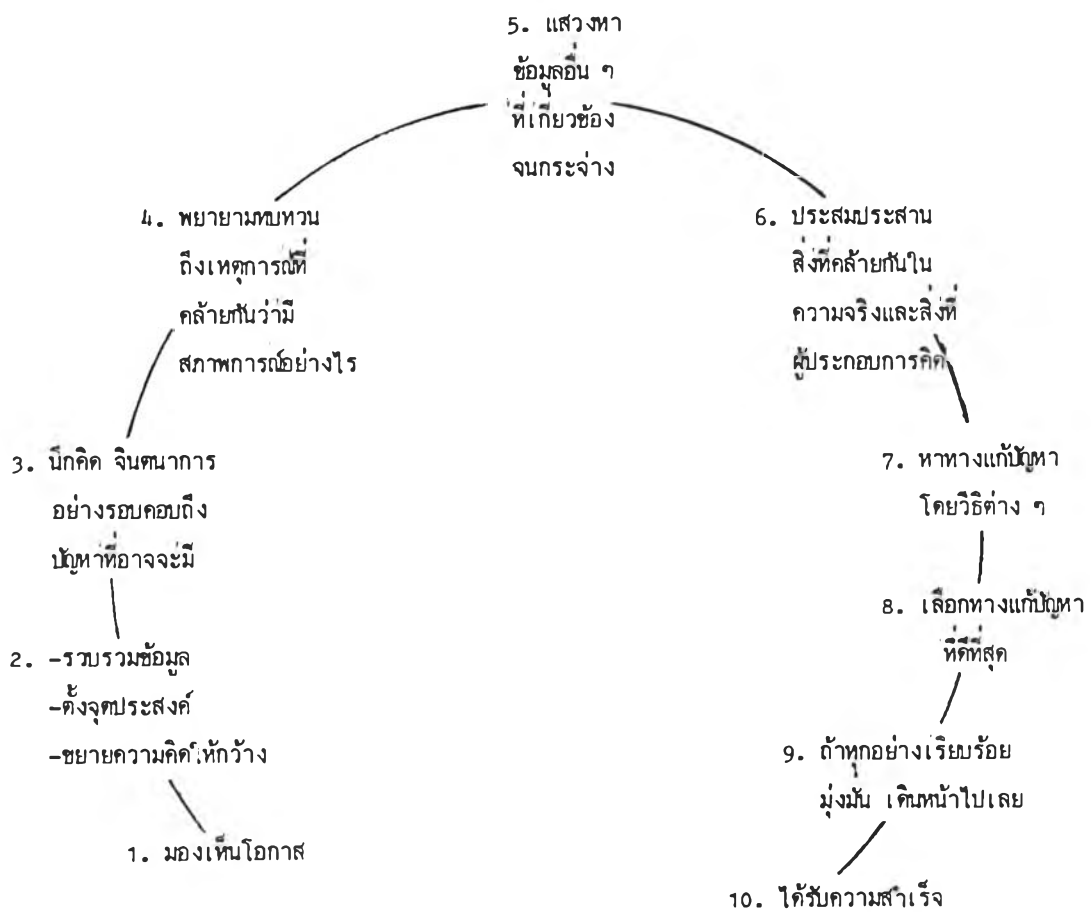 5. แสวงหา
ข้อมูลอื่น ๆ
ที่เกี่ยวข้อง
จนกระจ่าง
4. พยายามทบทวน
ถึงเหตุการณ์ที่
คล้ายกันว่ามี
สภาพการณ์อย่างไร
6. ประสมประสาน
สิ่งที่คล้ายกันใน
ความจริงและสิ่งที่
ผู้ประกอบการคิด
3. นึกคิด จินตนาการ
อย่างรอบคอบถึง
ปัญหาที่อาจจะมี
7. หาทางแก้ปัญหา
โดยวิธีต่าง ๆ
8. เลือกทางแก้ปัญหา
ที่ดีที่สุด
2. -รวบรวมข้อมูล
-ตั้งจุดประสงค์
-ขยายความคิดให้กว้าง
9. ถ้าทุกอย่างเรียบร้อย
มุ่งมั่น เดินหน้าไปเลย
1. มองเห็นโอกาส
10. ได้รับความสำเร็จ